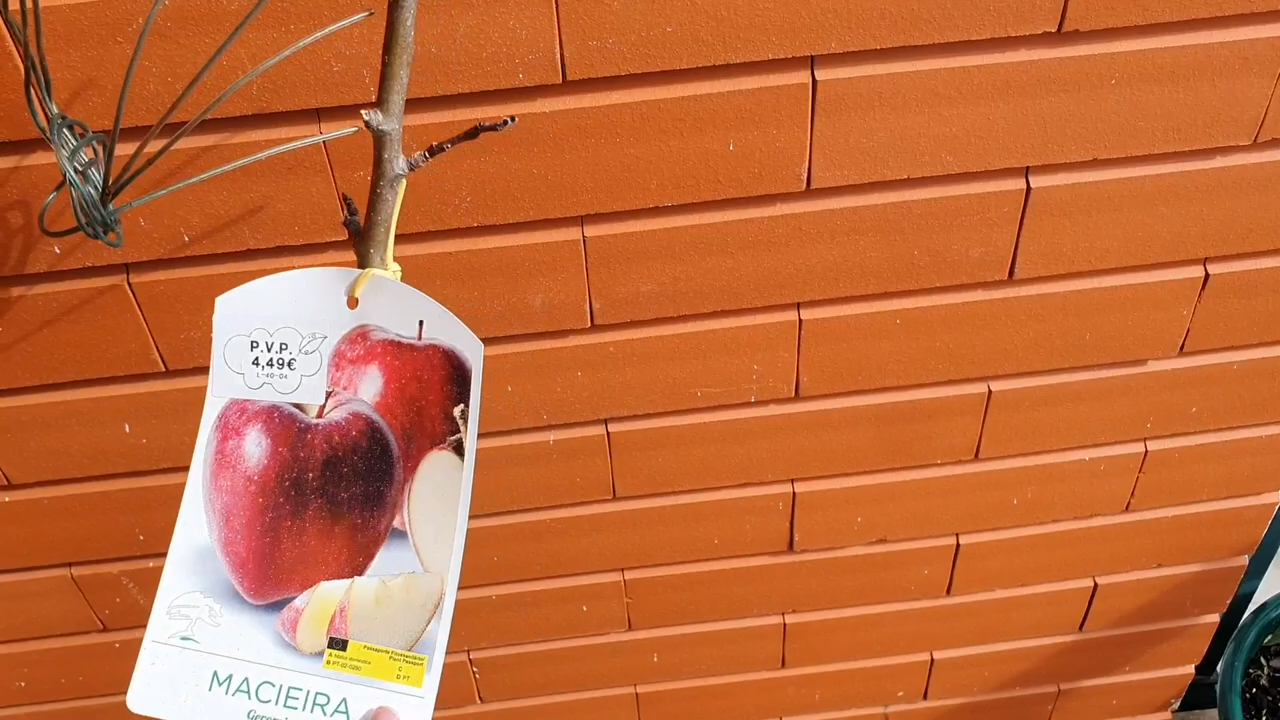 P.V.P.
4,49€
L-40-04
Passaporte Fitossanitário/
Plant Passport
A Malus domestica
B PT-02-0290
C
D PT
MACIEIRA